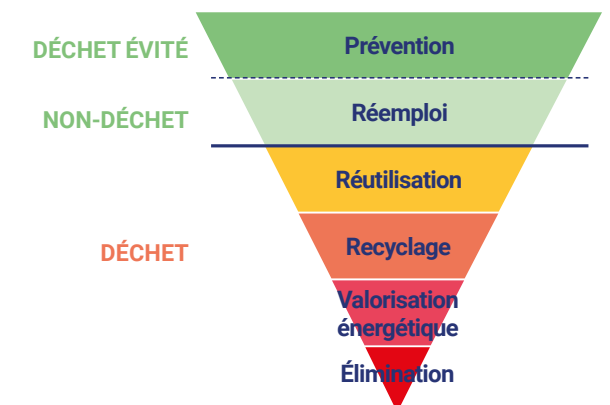 DÉCHET ÉVITÉ
Prévention
NON-DÉCHET
Réemploi
Réutilisation
DÉCHET
Recyclage
Valorisation
énergétique
Élimination